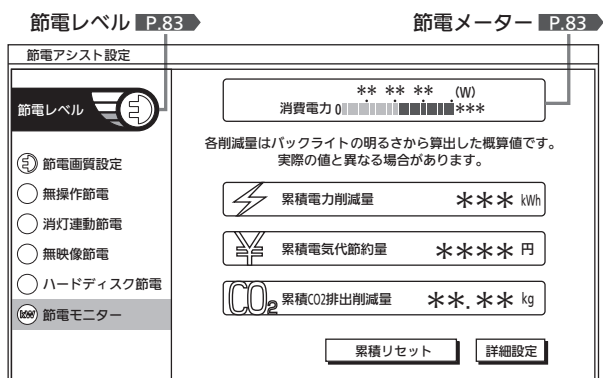 節電レベル P.83 節電メーター P.83
節電アシスト設定
節電レベル
** ** ** (W)
消費電力 0 ***
各削減量はバックライトの明るさから算出した概算値です。
実際の値と異なる場合があります。
節電画質設定
無操作節電
消灯連動節電
無映像節電
ハードディスク節電
節電モニター
累積電力削減量 *** kWh
¥ 累積電気代節約量 **** 円
CO2 累積CO2排出削減量 **.** kg
累積リセット 詳細設定